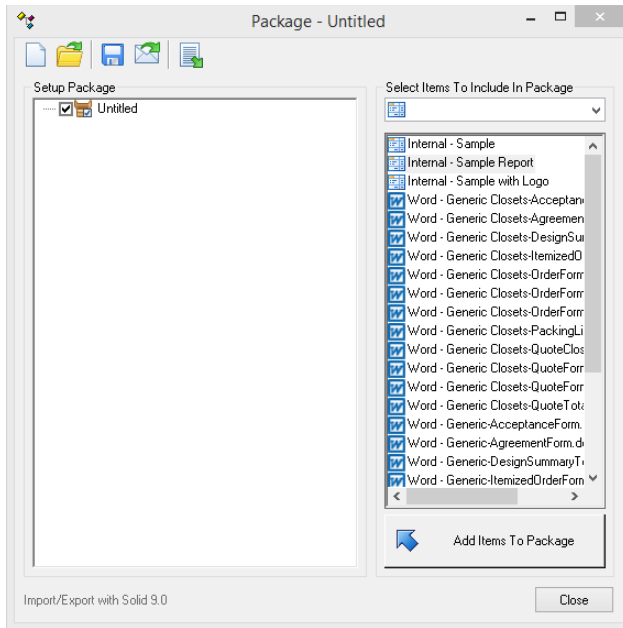 Package - Untitled
Setup Package
Untitled
Select Items To Include In Package
Internal - Sample
Internal - Sample Report
Internal - Sample with Logo
Word - Generic Closets-Acceptan
Word - Generic Closets-Agreemen
Word - Generic Closets-DesignSu
Word - Generic Closets-ItemizedO
Word - Generic Closets-OrderForm
Word - Generic Closets-OrderForm
Word - Generic Closets-OrderForm
Word - Generic Closets-PackingLi
Word - Generic Closets-QuoteClos
Word - Generic Closets-QuoteForm
Word - Generic Closets-QuoteForm
Word - Generic Closets-QuoteTota
Word - Generic-AcceptanceForm.
Word - Generic-AgreementForm.do
Word - Generic-DesignSummaryT
Word - Generic-ItemizedOrderForm
Add Items To Package
Import/Export with Solid 9.0
Close